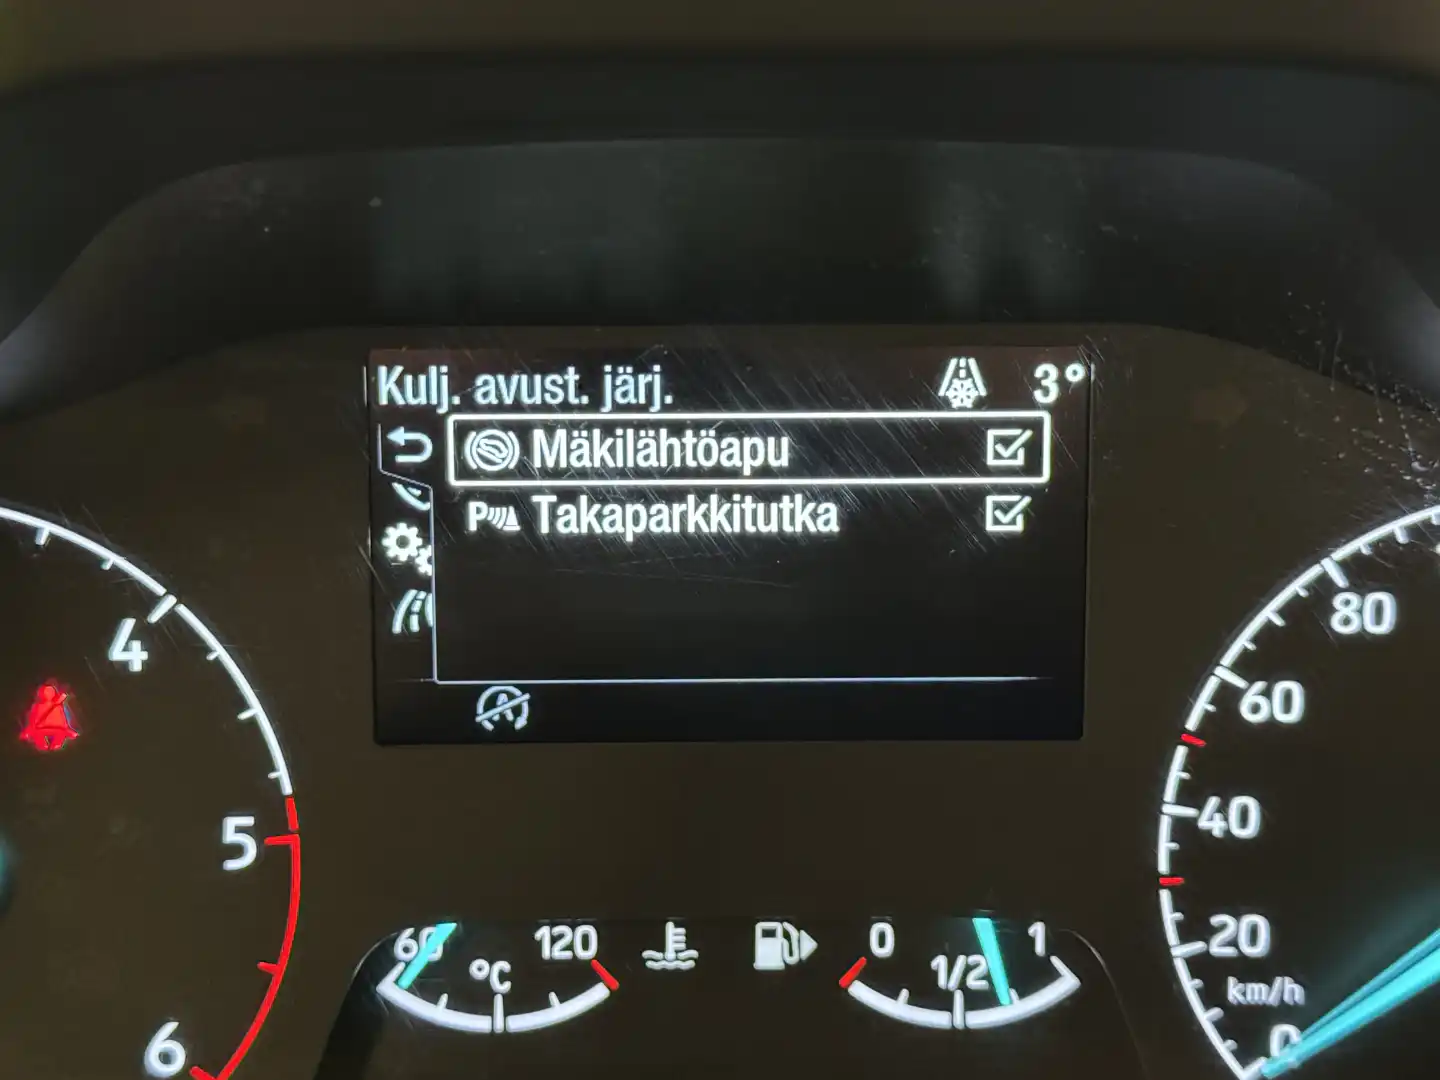 Kulj. avust. järj. 3°
Mäkilähtöapu
P Takaparkkitutka
A
4
5
6
80
60
40
20
km/h
0
60 °C 120
0 1/2 1